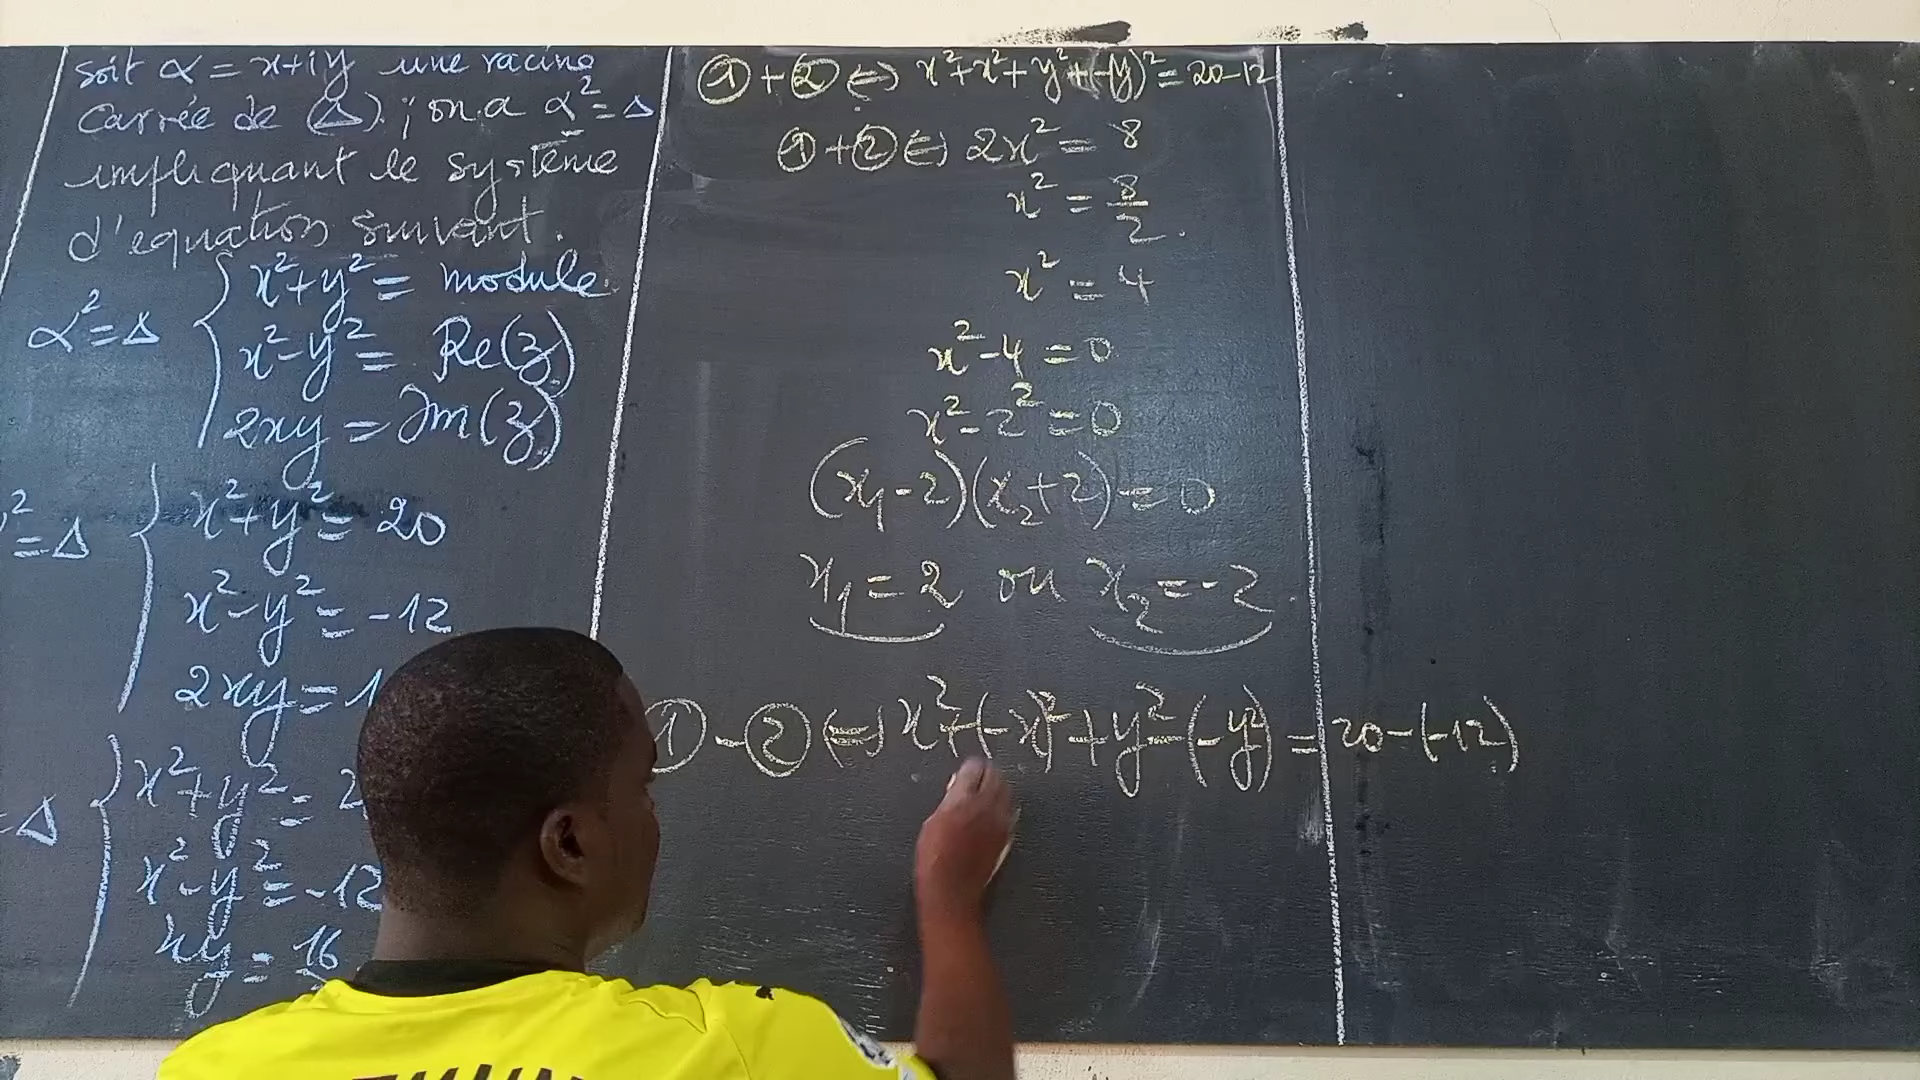 soit α = x+iy une racine
carrée de (Δ) ; on a α² = Δ
impliquant le système
d'equation suivant.
x²+y² = module
α² = Δ { x²-y² = Re(z)
2xy = Im(z)
x²+y² = 20
² = Δ { x²-y² = -12
2xy = 1
x²+y² = 2
= Δ { x²-y² = -12
xy = 16
① + ② ⇔ x²+x²+y²+(-y)² = 20-12
① + ② ⇔ 2x² = 8
x² = 8/2
x² = 4
x²-4 = 0
x²-2² = 0
(x₁-2)(x₂+2) = 0
x₁ = 2 ou x₂ = -2
① - ② ⇔ x²+(-x)²+y²-(-y²) = 20-(-12)